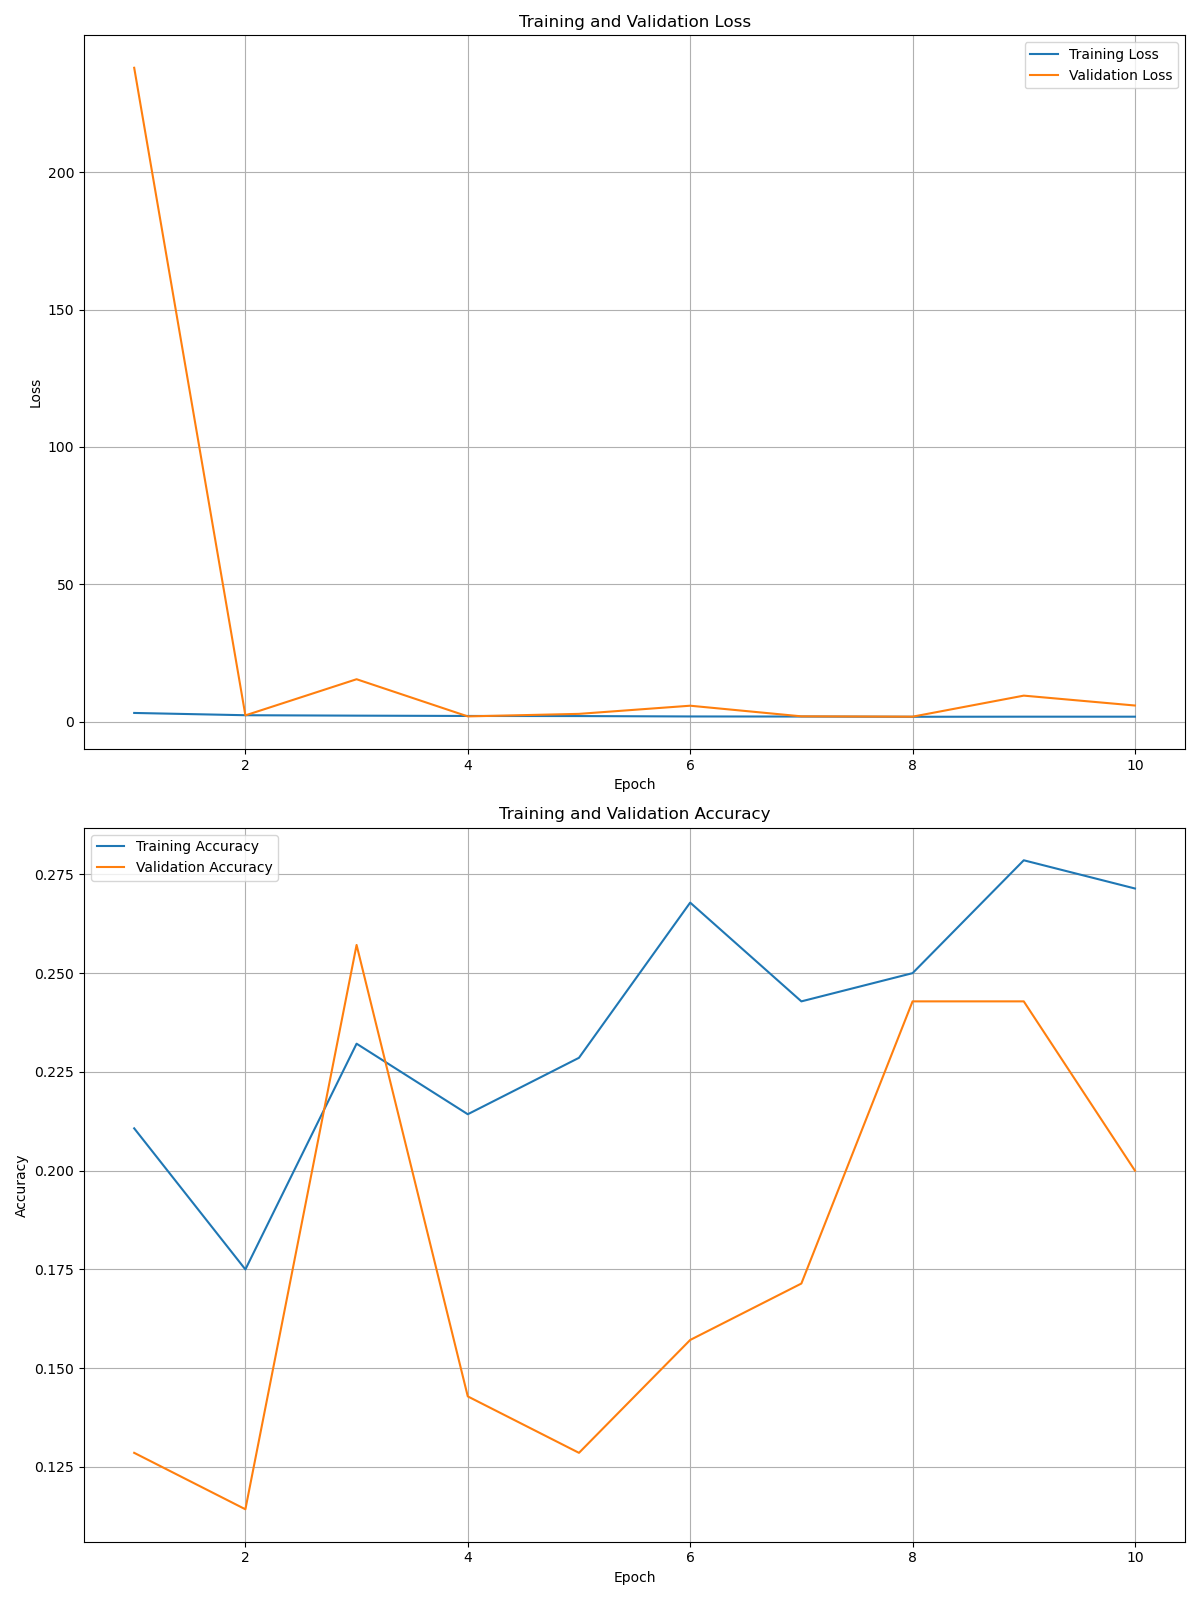 Training and Validation Loss
Training Loss
Validation Loss
200
150
100
50
0
Loss
2 4 6 8 10
Epoch
Training and Validation Accuracy
Training Accuracy
Validation Accuracy
0.275
0.250
0.225
0.200
0.175
0.150
0.125
Accuracy
2 4 6 8 10
Epoch